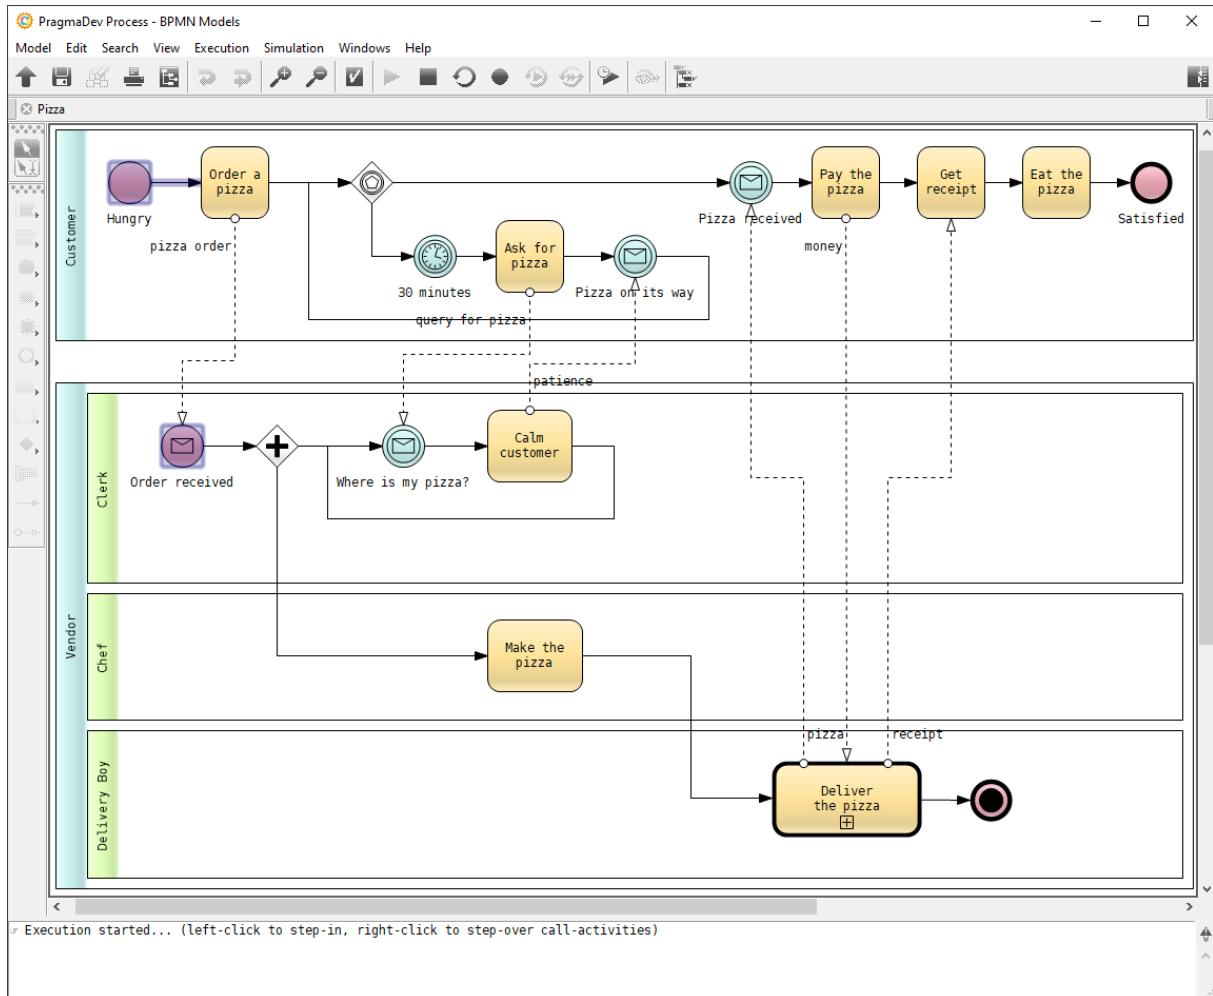 PragmaDev Process - BPMN Models
Model Edit Search View Execution Simulation Windows Help
Pizza
Customer
Hungry
Order a
pizza
pizza order
30 minutes
Ask for
pizza
query for pizza
Pizza on its way
Pizza received
Pay the
pizza
money
Get
receipt
Eat the
pizza
Satisfied
patience
Vendor
Clerk
Order received
Where is my pizza?
Calm
customer
Chef
Make the
pizza
Delivery Boy
pizza
receipt
Deliver
the pizza
Execution started... (left-click to step-in, right-click to step-over call-activities)